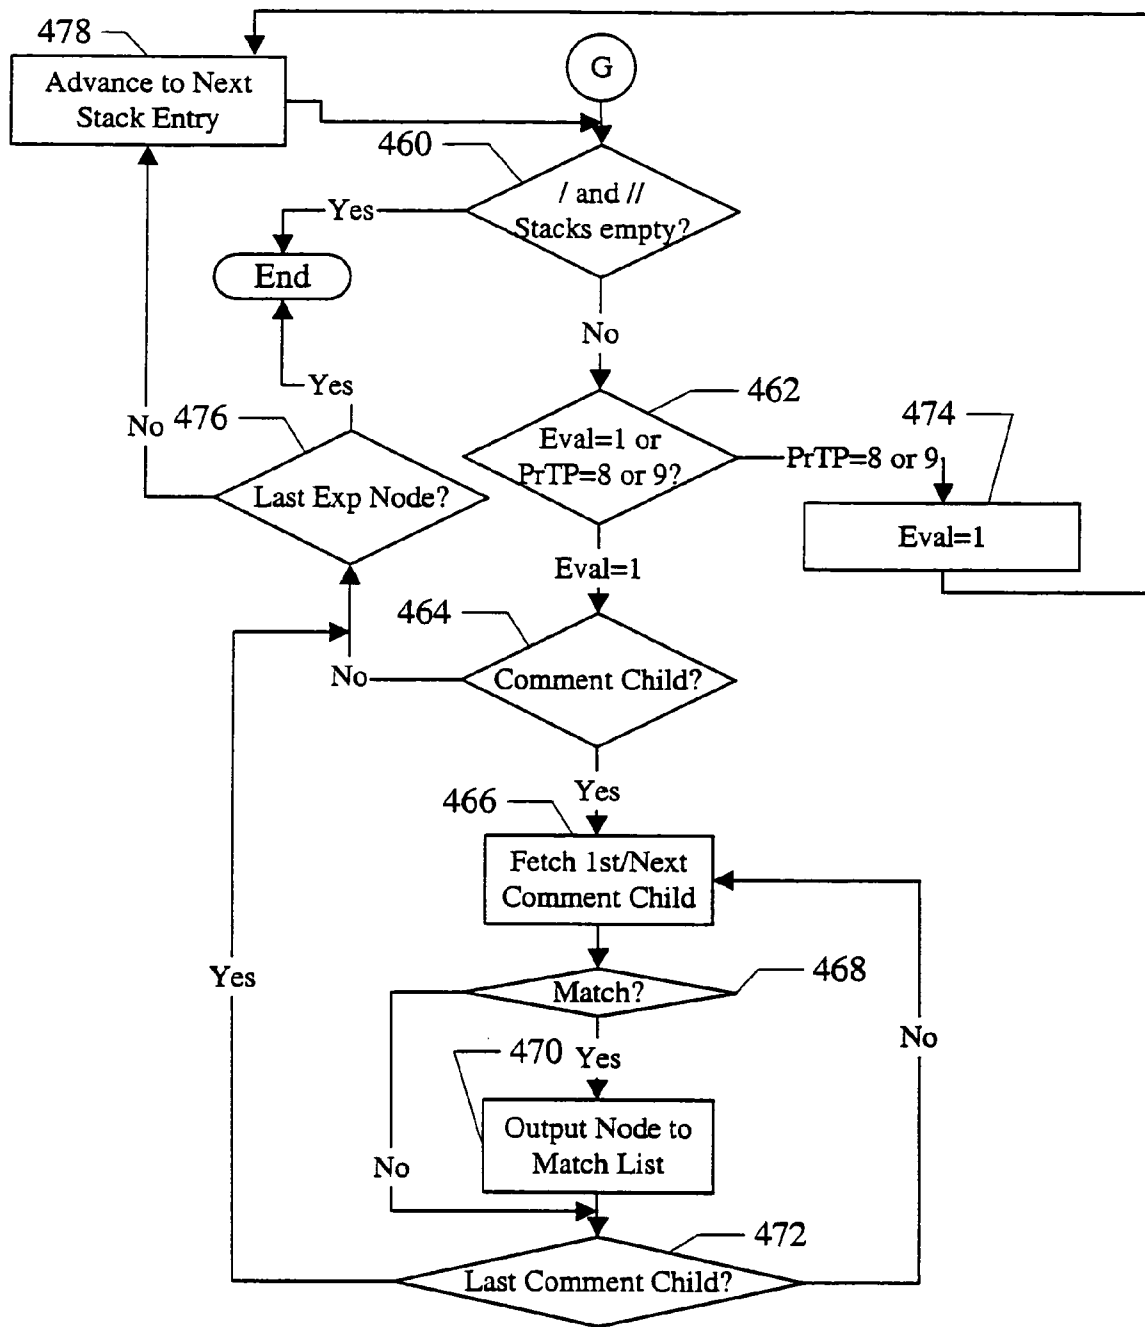 478
Advance to Next
Stack Entry
G
460
/ and //
Stacks empty?
Yes
End
No
Yes
462
476
No
474
Eval=1 or
PrTP=8 or 9?
PrTP=8 or 9
Last Exp Node?
Eval=1
Eval=1
464
No
Comment Child?
Yes
466
Fetch 1st/Next
Comment Child
Yes
468
Match?
No
470
Yes
Output Node to
Match List
No
472
Last Comment Child?